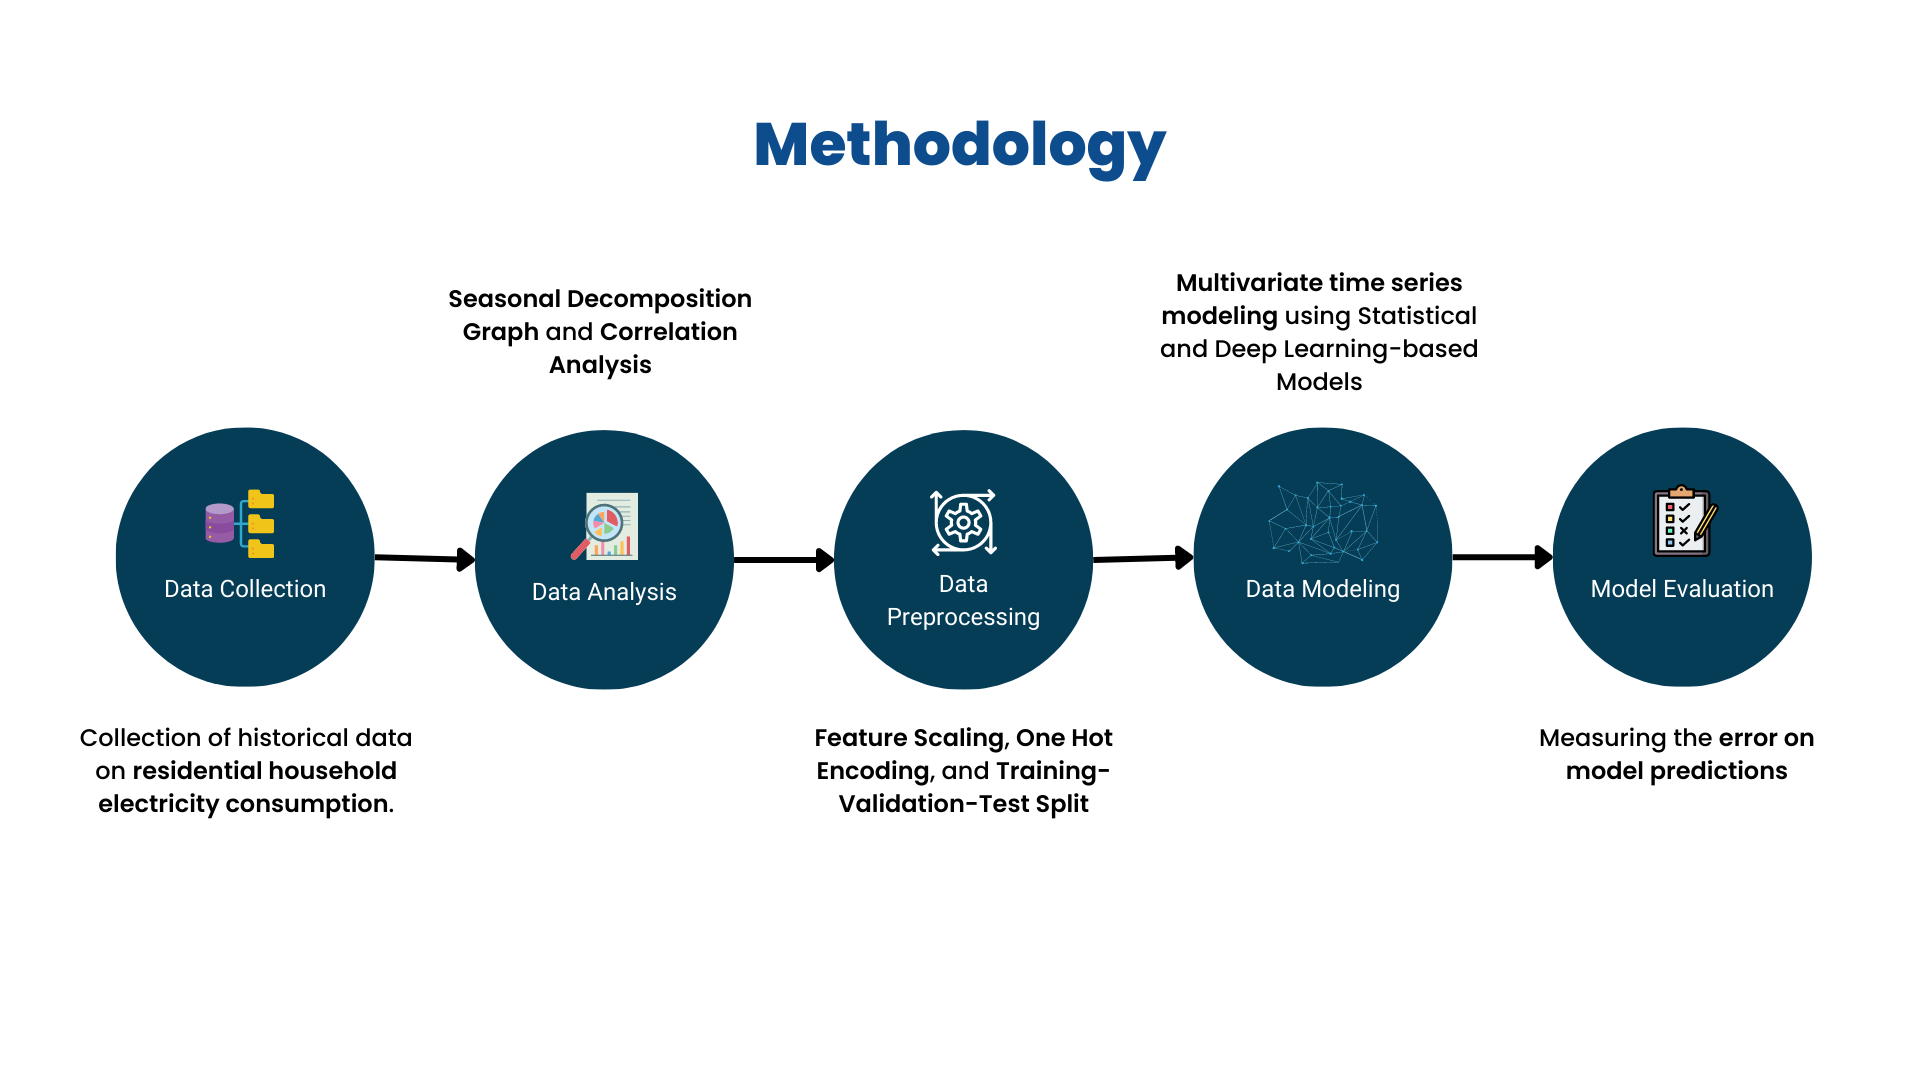 Methodology
Seasonal Decomposition
Graph and Correlation
Analysis
Multivariate time series
modeling using Statistical
and Deep Learning-based
Models
Data Collection
Data Analysis
Data
Preprocessing
Data Modeling
Model Evaluation
Collection of historical data
on residential household
electricity consumption.
Feature Scaling, One Hot
Encoding, and Training-
Validation-Test Split
Measuring the error on
model predictions